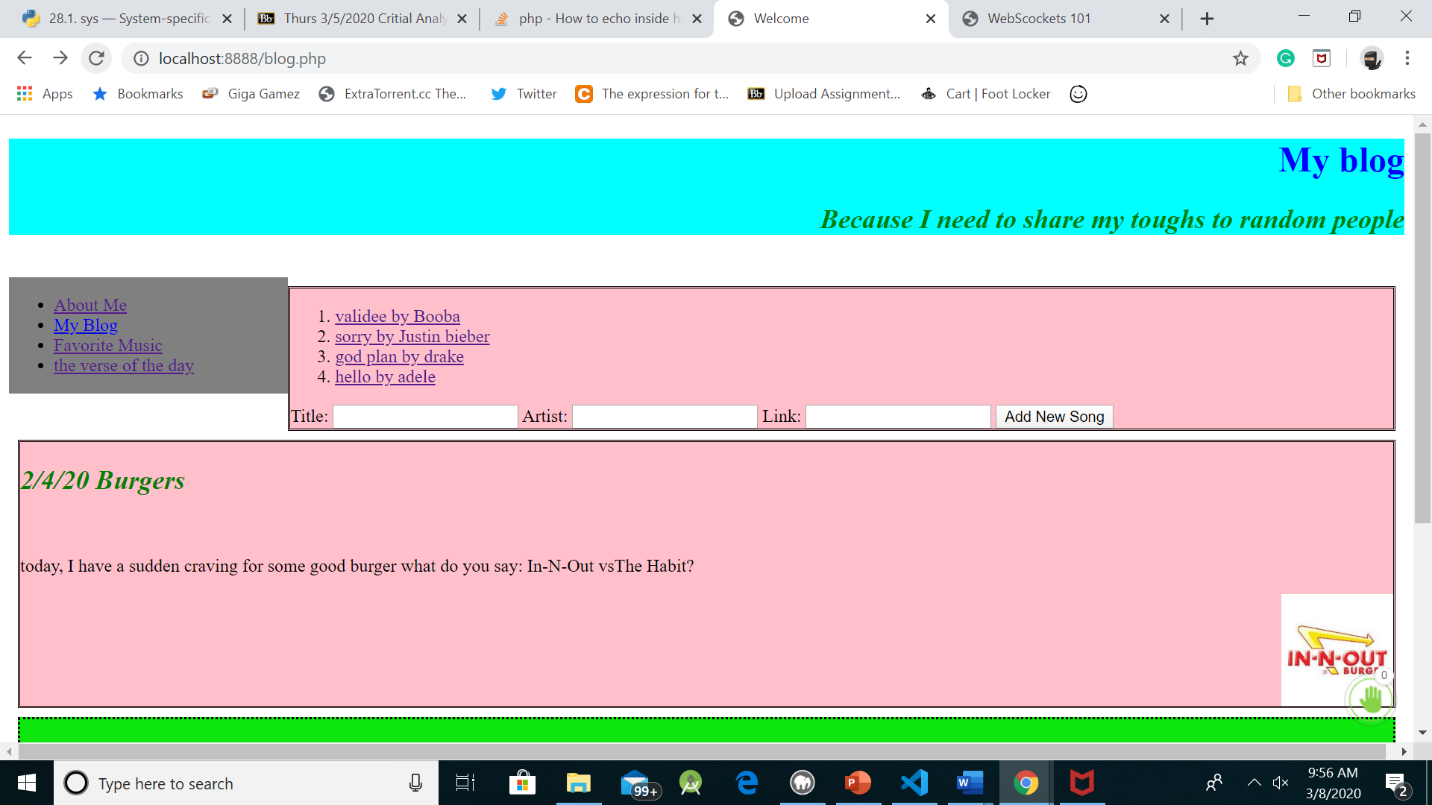 28.1. sys — System-specific
Thurs 3/5/2020 Critial Analy
php - How to echo inside h
Welcome
WebScockets 101
localhost:8888/blog.php
Apps
Bookmarks
Giga Gamez
ExtraTorrent.cc The...
Twitter
The expression for t...
Upload Assignment...
Cart | Foot Locker
Other bookmarks
My blog
Because I need to share my toughs to random people
• About Me
• My Blog
• Favorite Music
• the verse of the day
1. validee by Booba
2. sorry by Justin bieber
3. god plan by drake
4. hello by adele
Title: Artist: Link: Add New Song
2/4/20 Burgers
today, I have a sudden craving for some good burger what do you say: In-N-Out vsThe Habit?
IN-N-OUT
BURGE
0
Type here to search
99+
9:56 AM
3/8/2020
2